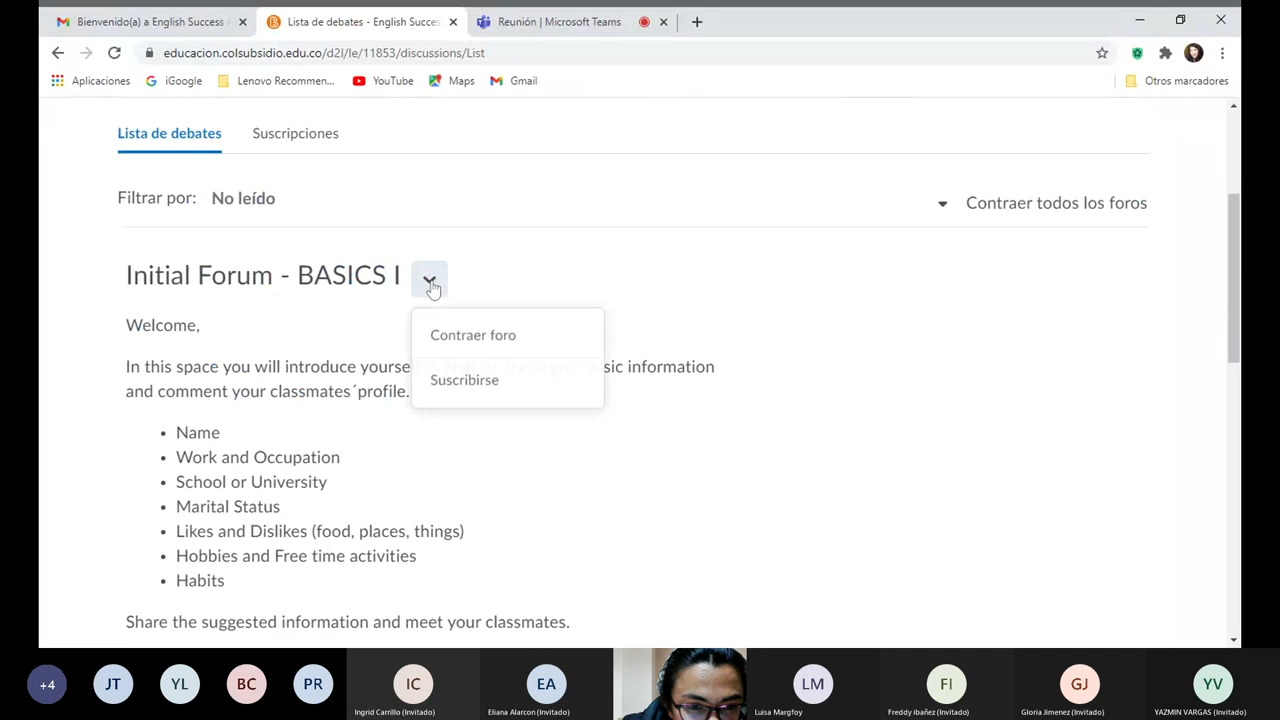 Bienvenido(a) a English Success
Lista de debates - English Succes
Reunión | Microsoft Teams
educacion.colsubsidio.edu.co/d2l/le/11853/discussions/List
Aplicaciones
iGoogle
Lenovo Recommen...
YouTube
Maps
Gmail
Otros marcadores
Lista de debates
Suscripciones
Filtrar por: No leído
Contraer todos los foros
Initial Forum - BASICS I
Contraer foro
Suscribirse
Welcome,
In this space you will introduce yourse sic information
and comment your classmates´profile.
• Name
• Work and Occupation
• School or University
• Marital Status
• Likes and Dislikes (food, places, things)
• Hobbies and Free time activities
• Habits
Share the suggested information and meet your classmates.
+4
JT
YL
BC
PR
IC
EA
LM
FI
GJ
YV
Ingrid Carrillo (Invitado)
Eliana Alarcon (Invitado)
Luisa Margfoy
Freddy ibañez (Invitado)
Gloria Jimenez (Invitado)
YAZMIN VARGAS (Invitado)